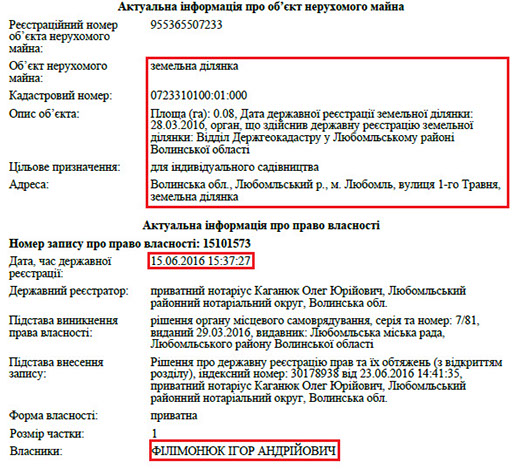 Актуальна інформація про об'єкт нерухомого майна
Реєстраційний номер 955365507233
об'єкта нерухомого
майна:
Об'єкт нерухомого земельна ділянка
майна:
Кадастровий номер: 0723310100:01:000
Опис об'єкта: Площа (га): 0.08, Дата державної реєстрації земельної ділянки:
28.03.2016, орган, що здійснив державну реєстрацію земельної
ділянки: Відділ Держгеокадастру у Любомльському районі
Волинської області
Цільове призначення: для індивідуального садівництва
Адреса: Волинська обл., Любомльський р., м. Любомль, вулиця 1-го Травня,
земельна ділянка
Актуальна інформація про право власності
Номер запису про право власності: 15101573
Дата, час державної 15.06.2016 15:37:27
реєстрації:
Державний реєстратор: приватний нотаріус Каганюк Олег Юрійович, Любомльський
районний нотаріальний округ, Волинська обл.
Підстава виникнення рішення органу місцевого самоврядування, серія та номер: 7/81,
права власності: виданий 29.03.2016, видавник: Любомльська міська рада,
Любомльського району Волинської області
Підстава внесення Рішення про державну реєстрацію прав та їх обтяжень (з відкриттям
запису: розділу), індексний номер: 30178938 від 23.06.2016 14:41:35,
приватний нотаріус Каганюк Олег Юрійович, Любомльський
районний нотаріальний округ, Волинська обл.
Форма власності: приватна
Розмір частки: 1
Власники: ФІЛІМОНЮК ІГОР АНДРІЙОВИЧ